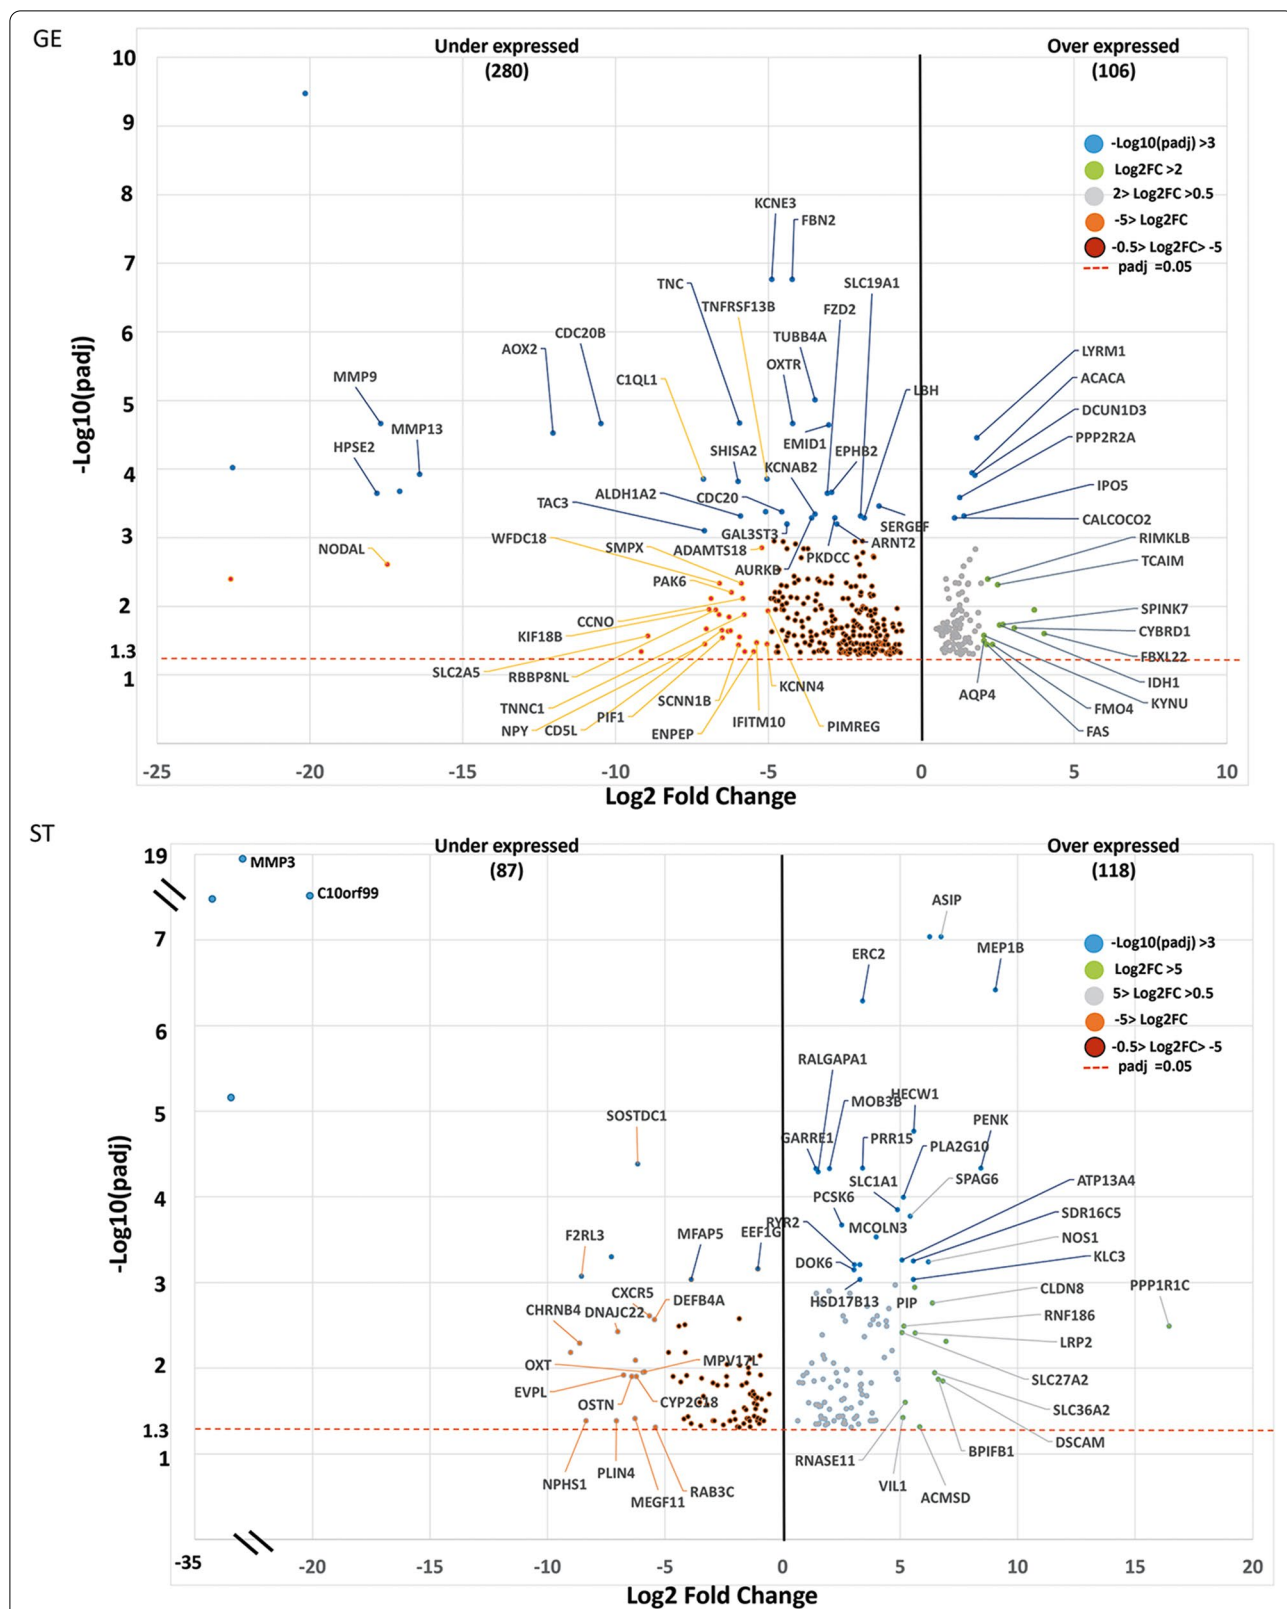 GE
Under expressed
(280)
Over expressed
(106)
10
9
8
7
6
5
4
3
2
1.3
1
-Log10(padj)
-Log10(padj) >3
Log2FC >2
2> Log2FC >0.5
-5> Log2FC
-0.5> Log2FC> -5
padj =0.05
KCNE3
FBN2
TNC
SLC19A1
TNFRSF13B
FZD2
CDC20B
TUBB4A
AOX2
LYRM1
OXTR
MMP9
C1QL1
ACACA
LBH
DCUN1D3
MMP13
PPP2R2A
HPSE2
EMID1
SHISA2
EPHB2
KCNAB2
IPO5
ALDH1A2
CDC20
TAC3
CALCOCO2
SERGEF
WFDC18
GAL3ST3
RIMKLB
ARNT2
NODAL
SMPX
ADAMTS18
PKDCC
TCAIM
AURKB
PAK6
SPINK7
CCNO
CYBRD1
KIF18B
FBXL22
SLC2A5
RBBP8NL
IDH1
KCNN4
AQP4
SCNN1B
KYNU
TNNC1
FMO4
PIF1
IFITM10
PIMREG
NPY
CD5L
ENPEP
FAS
-25
-20
-15
-10
-5
0
5
10
Log2 Fold Change
ST
Under expressed
(87)
Over expressed
(118)
19
7
6
5
4
3
2
1.3
1
-Log10(padj)
-Log10(padj) >3
Log2FC >5
5> Log2FC >0.5
-5> Log2FC
-0.5> Log2FC> -5
padj =0.05
MMP3
C10orf99
ASIP
MEP1B
ERC2
RALGAPA1
HECW1
MOB3B
SOSTDC1
PENK
GARRE1
PRR15
PLA2G10
SLC1A1
SPAG6
ATP13A4
PCSK6
SDR16C5
RYR2
MCOLN3
F2RL3
MFAP5
EEF1G
NOS1
DOK6
KLC3
CXCR5
DEFB4A
HSD17B13
PIP
CLDN8
PPP1R1C
CHRNB4
DNAJC22
RNF186
LRP2
OXT
MPV17L
SLC27A2
EVPL
OSTN
CYP2C18
SLC36A2
DSCAM
BPIFB1
RNASE11
PLIN4
NPHS1
VIL1
RAB3C
MEGF11
ACMSD
-35
-20
-10
-5
0
5
10
15
20
Log2 Fold Change